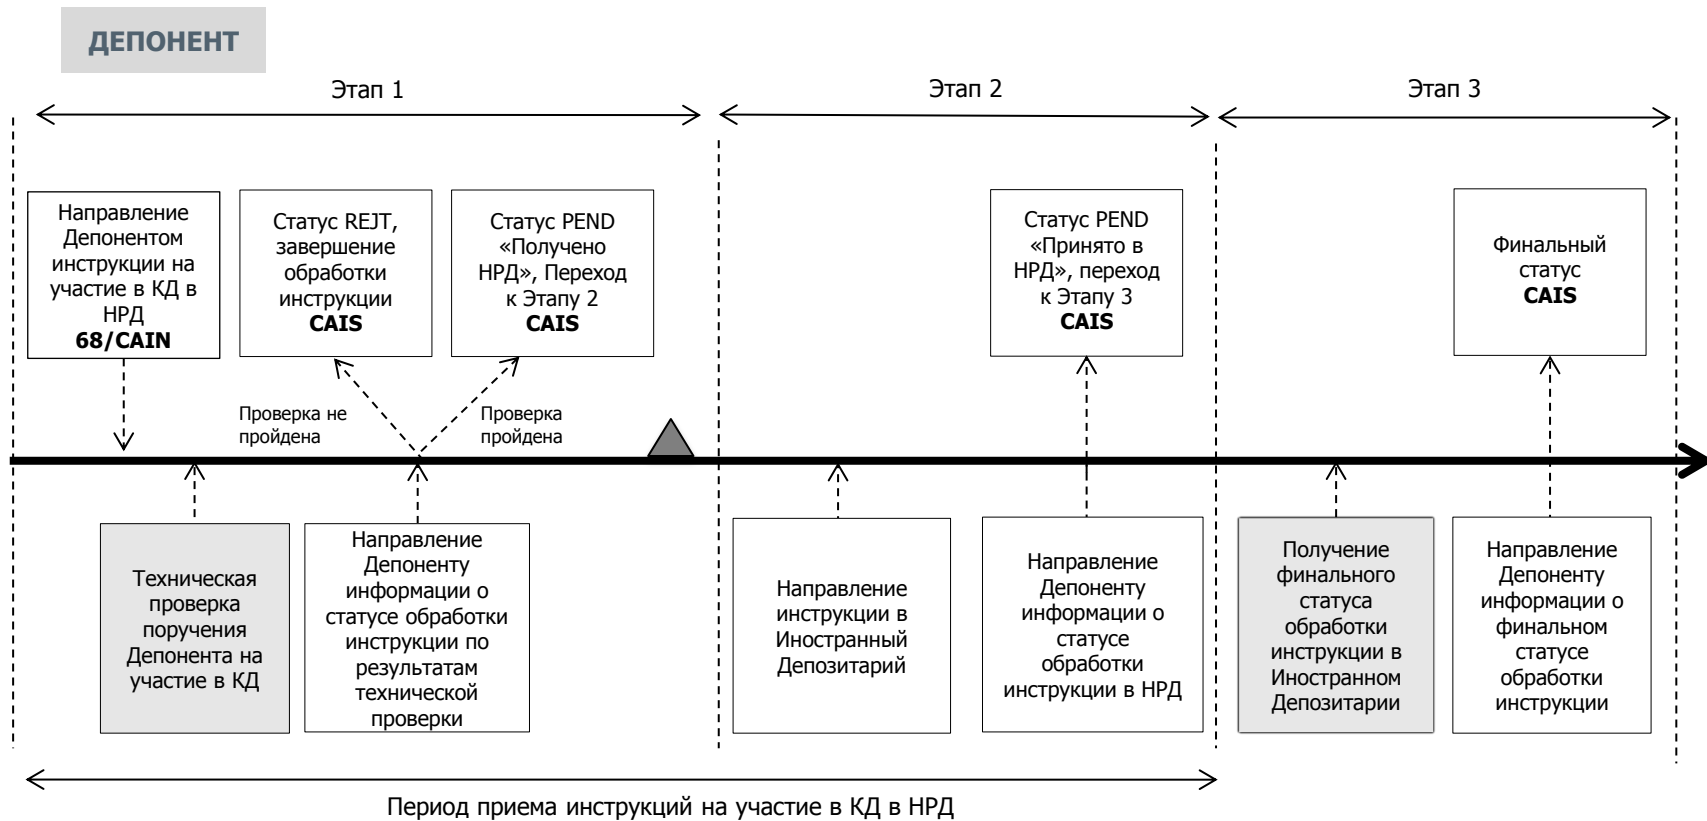 ДЕПОНЕНТ
Этап 1
Этап 2
Этап 3
Направление
Депонентом
инструкции на
участие в КД в
НРД
68/CAIN
Статус REJT,
завершение
обработки
инструкции
CAIS
Статус PEND
«Получено
НРД», Переход
к Этапу 2
CAIS
Статус PEND
«Принято в
НРД», переход
к Этапу 3
CAIS
Финальный
статус
CAIS
Проверка не
пройдена
Проверка
пройдена
Техническая
проверка
поручения
Депонента на
участие в КД
Направление
Депоненту
информации о
статусе обработки
инструкции по
результатам
технической
проверки
Направление
инструкции в
Иностранный
Депозитарий
Направление
Депоненту
информации о
статусе
обработки
инструкции в НРД
Получение
финального
статуса
обработки
инструкции в
Иностранном
Депозитарии
Направление
Депоненту
информации о
финальном
статусе
обработки
инструкции
Период приема инструкций на участие в КД в НРД